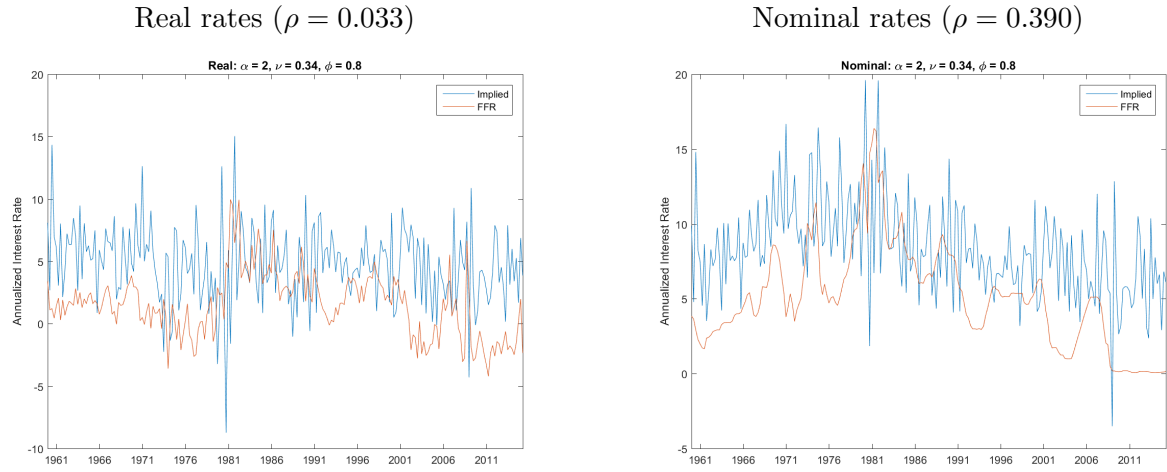 Real rates (ρ = 0.033)
Real: α = 2, ν = 0.34, φ = 0.8
Implied
FFR
Annualized Interest Rate
20
15
10
5
0
-5
-10
1961 1966 1971 1976 1981 1986 1991 1996 2001 2006 2011
Nominal rates (ρ = 0.390)
Nominal: α = 2, ν = 0.34, φ = 0.8
Implied
FFR
Annualized Interest Rate
20
15
10
5
0
-5
1961 1966 1971 1976 1981 1986 1991 1996 2001 2006 2011